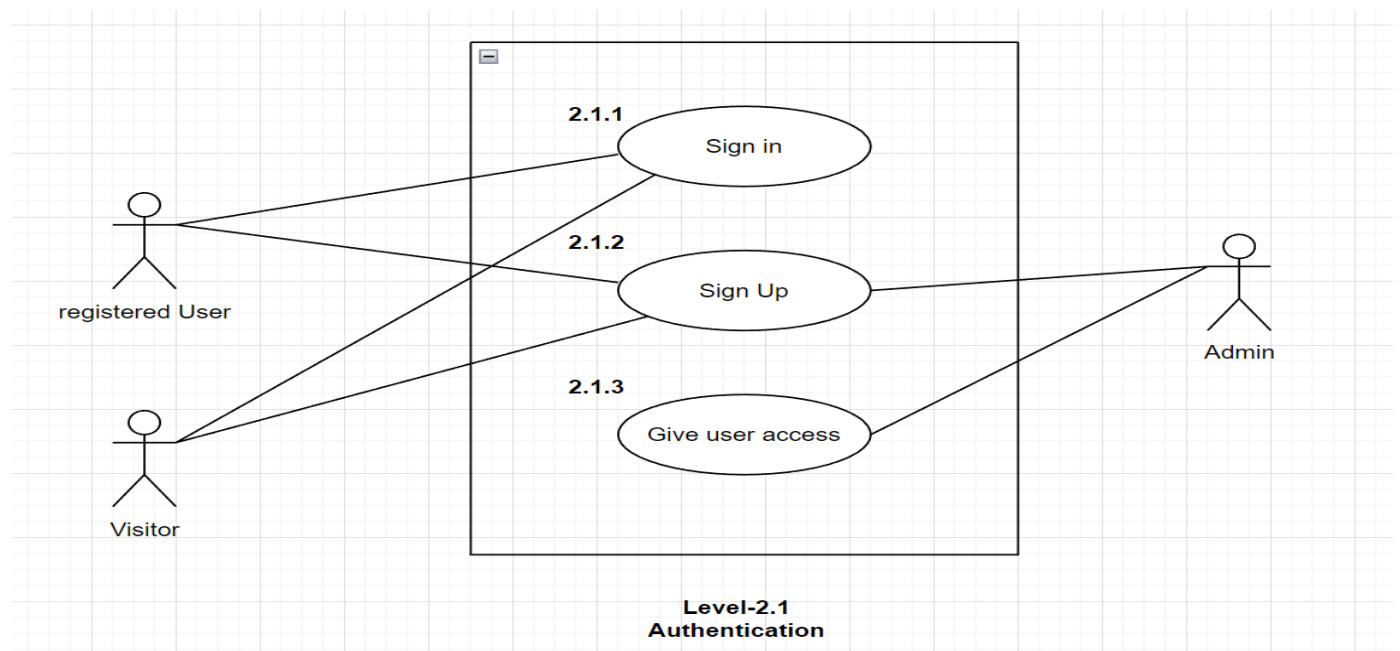 2.1.1
Sign in
2.1.2
Sign Up
registered User
Admin
2.1.3
Give user access
Visitor
Level-2.1
Authentication